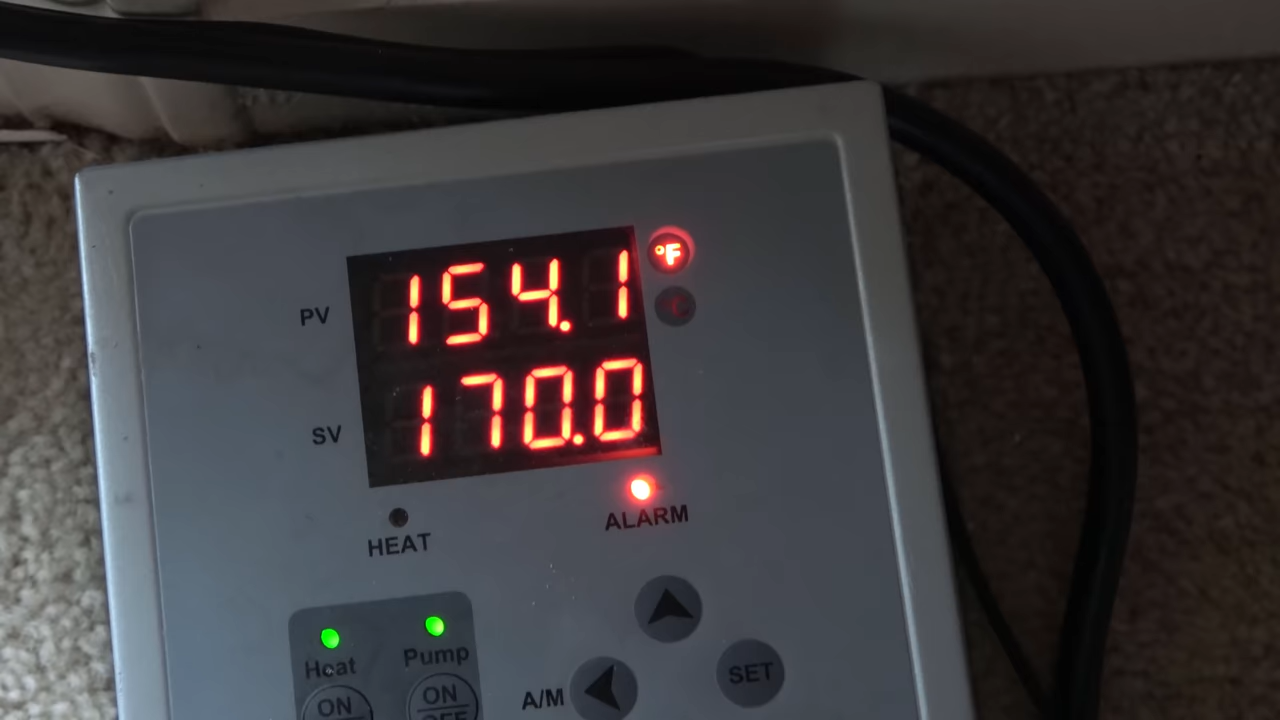 PV 154.1 °F
°C
SV 170.0
HEAT ALARM
Heat Pump
ON ON
OFF
A/M SET